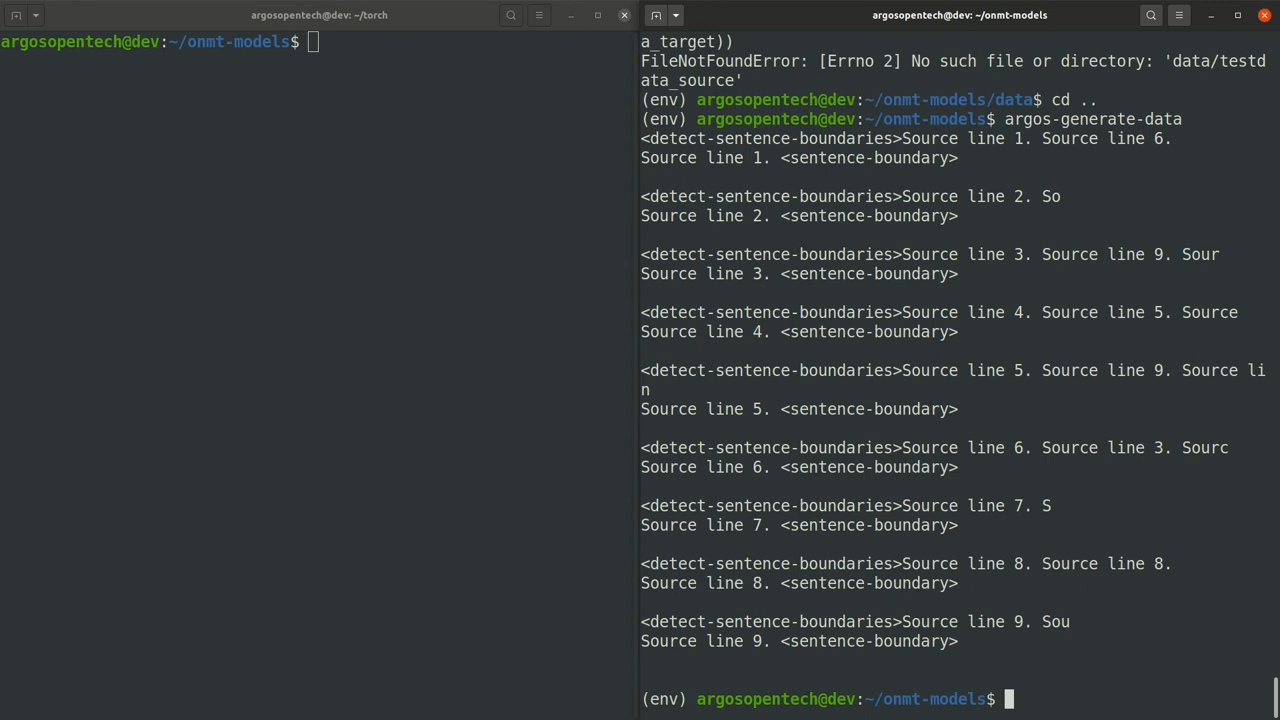 argosopentech@dev: ~/torch
argosopentech@dev:~/onmt-models$
argosopentech@dev: ~/onmt-models
a_target))
FileNotFoundError: [Errno 2] No such file or directory: 'data/testd
ata_source'
(env) argosopentech@dev:~/onmt-models/data$ cd ..
(env) argosopentech@dev:~/onmt-models$ argos-generate-data
<detect-sentence-boundaries>Source line 1. Source line 6.
Source line 1. <sentence-boundary>
<detect-sentence-boundaries>Source line 2. So
Source line 2. <sentence-boundary>
<detect-sentence-boundaries>Source line 3. Source line 9. Sour
Source line 3. <sentence-boundary>
<detect-sentence-boundaries>Source line 4. Source line 5. Source
Source line 4. <sentence-boundary>
<detect-sentence-boundaries>Source line 5. Source line 9. Source li
n
Source line 5. <sentence-boundary>
<detect-sentence-boundaries>Source line 6. Source line 3. Sourc
Source line 6. <sentence-boundary>
<detect-sentence-boundaries>Source line 7. S
Source line 7. <sentence-boundary>
<detect-sentence-boundaries>Source line 8. Source line 8.
Source line 8. <sentence-boundary>
<detect-sentence-boundaries>Source line 9. Sou
Source line 9. <sentence-boundary>
(env) argosopentech@dev:~/onmt-models$